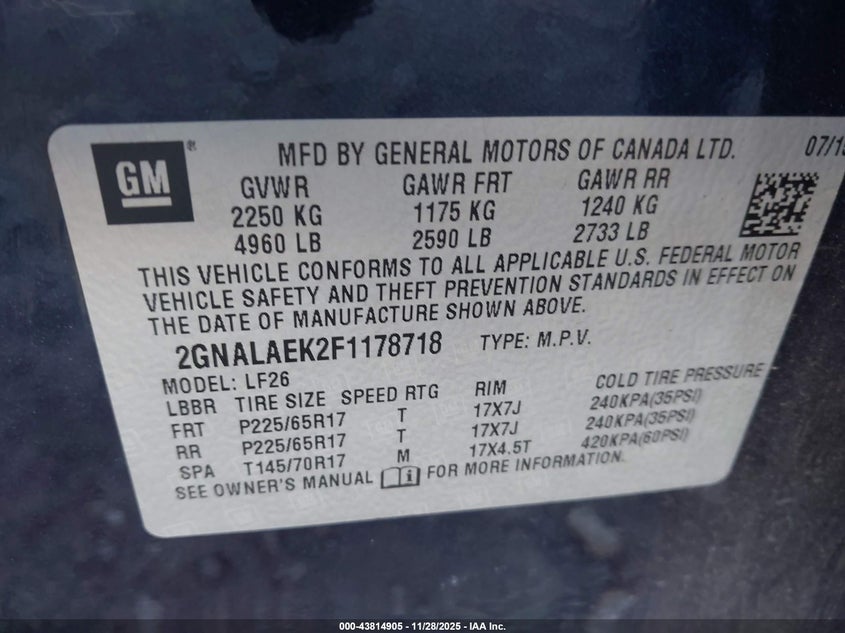 GM
MFD BY GENERAL MOTORS OF CANADA LTD. 07/15
GVWR GAWR FRT GAWR RR
2250 KG 1175 KG 1240 KG
4960 LB 2590 LB 2733 LB
THIS VEHICLE CONFORMS TO ALL APPLICABLE U.S. FEDERAL MOTOR
VEHICLE SAFETY AND THEFT PREVENTION STANDARDS IN EFFECT ON
THE DATE OF MANUFACTURE SHOWN ABOVE.
2GNALAEK2F1178718 TYPE: M.P.V.
MODEL: LF26
LBBR TIRE SIZE SPEED RTG RIM COLD TIRE PRESSURE
FRT P225/65R17 T 17X7J 240KPA(35PSI)
RR P225/65R17 T 17X7J 240KPA(35PSI)
SPA T145/70R17 M 17X4.5T 420KPA(60PSI)
SEE OWNER'S MANUAL FOR MORE INFORMATION.
000-43814905 | 11/28/2025 – IAA Inc.